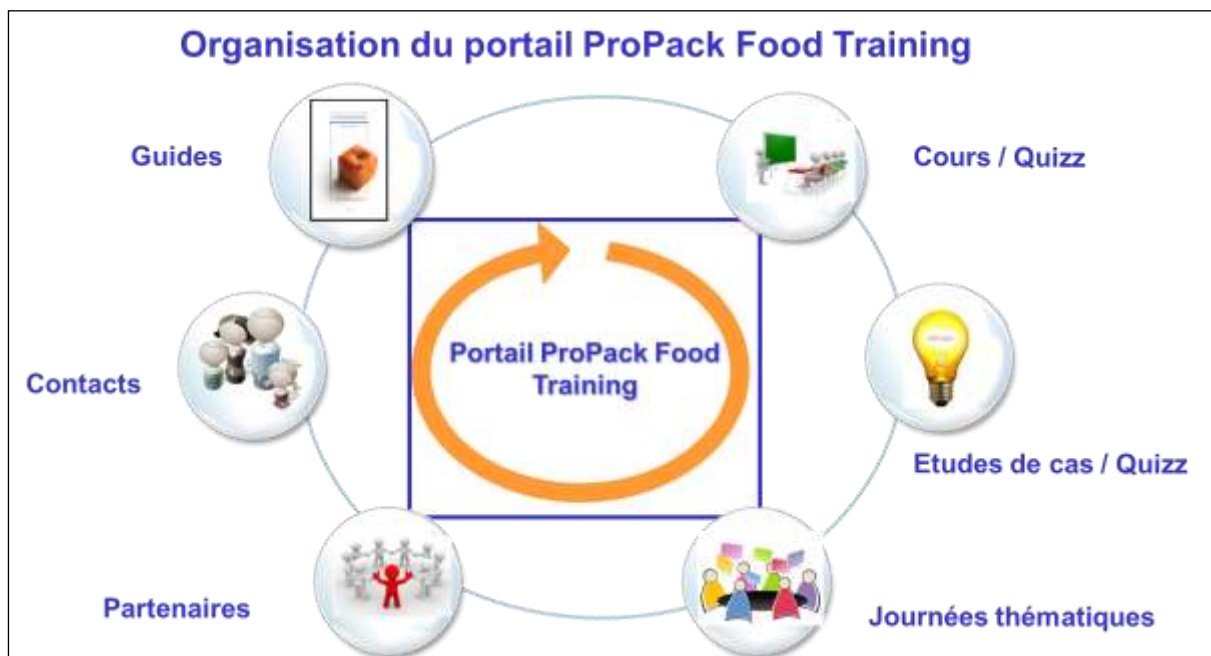 Organisation du portail ProPack Food Training
Guides
Cours / Quizz
Portail ProPack Food
Training
Contacts
Etudes de cas / Quizz
Partenaires
Journées thématiques